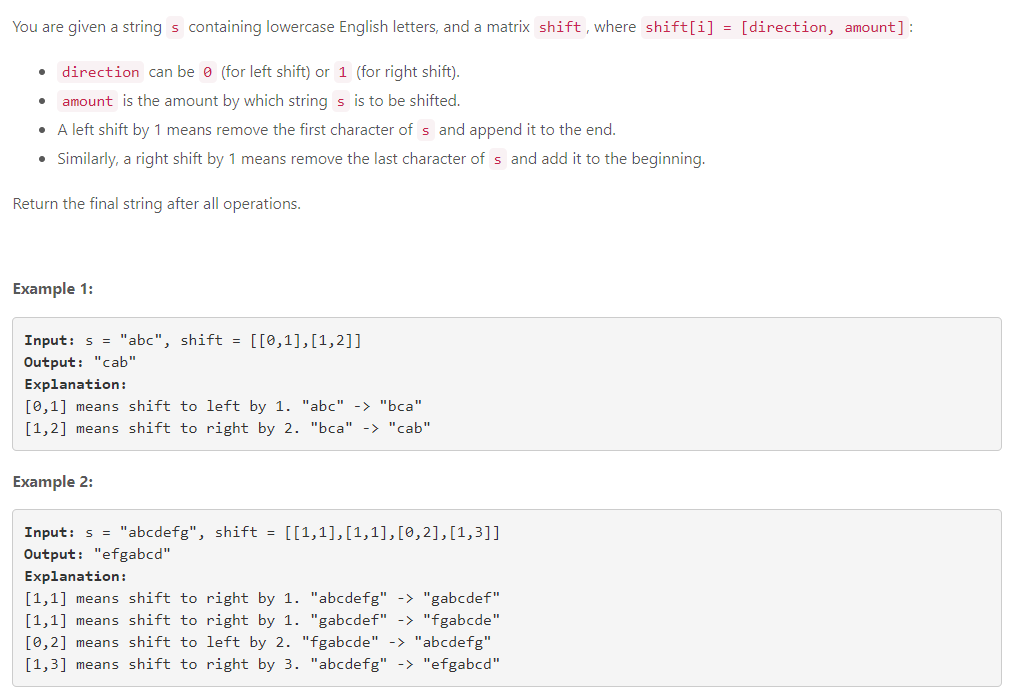 You are given a string s containing lowercase English letters, and a matrix shift, where shift[i] = [direction, amount]:
• direction can be 0 (for left shift) or 1 (for right shift).
• amount is the amount by which string s is to be shifted.
• A left shift by 1 means remove the first character of s and append it to the end.
• Similarly, a right shift by 1 means remove the last character of s and add it to the beginning.
Return the final string after all operations.
Example 1:
Input: s = "abc", shift = [[0,1],[1,2]]
Output: "cab"
Explanation:
[0,1] means shift to left by 1. "abc" -> "bca"
[1,2] means shift to right by 2. "bca" -> "cab"
Example 2:
Input: s = "abcdefg", shift = [[1,1],[1,1],[0,2],[1,3]]
Output: "efgabcd"
Explanation:
[1,1] means shift to right by 1. "abcdefg" -> "gabcdef"
[1,1] means shift to right by 1. "gabcdef" -> "fgabcde"
[0,2] means shift to left by 2. "fgabcde" -> "abcdefg"
[1,3] means shift to right by 3. "abcdefg" -> "efgabcd"